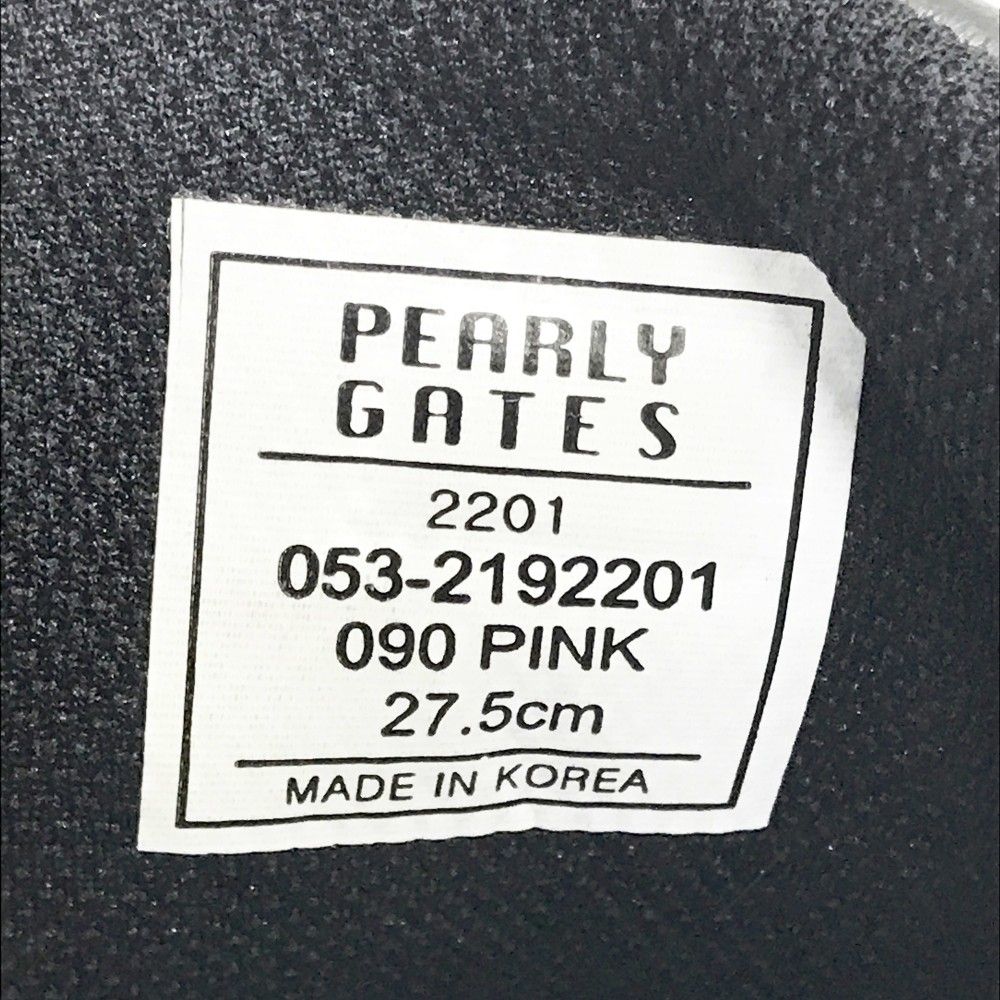 PEARLY
GATES
2201
053-2192201
090 PINK
27.5cm
MADE IN KOREA